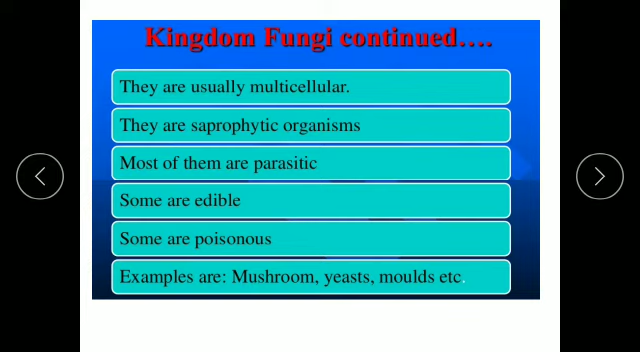 Kingdom Fungi continued….
They are usually multicellular.
They are saprophytic organisms
Most of them are parasitic
Some are edible
Some are poisonous
Examples are: Mushroom, yeasts, moulds etc.